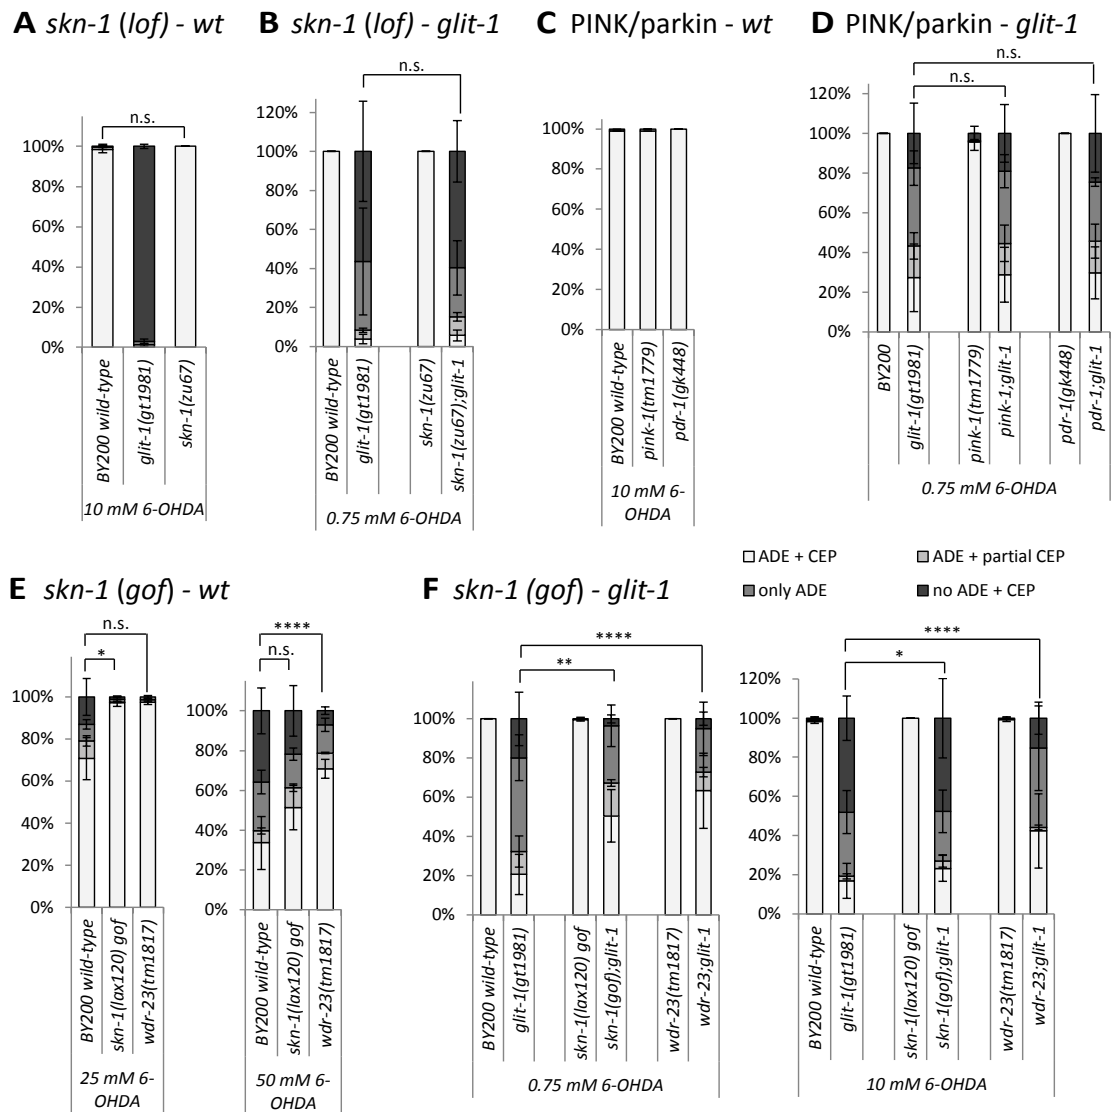 A skn-1 (lof) - wt
B skn-1 (lof) - glit-1
C PINK/parkin - wt
D PINK/parkin - glit-1
n.s.
100%
80%
60%
40%
20%
0%
BY200 wild-type
glit-1(gt1981)
skn-1(zu67)
10 mM 6-OHDA
n.s.
120%
100%
80%
60%
40%
20%
0%
BY200 wild-type
glit-1(gt1981)
skn-1(zu67)
skn-1(zu67);glit-1
0.75 mM 6-OHDA
100%
80%
60%
40%
20%
0%
BY200 wild-type
pink-1(tm1779)
pdr-1(gk448)
10 mM 6-
OHDA
n.s.
n.s.
120%
100%
80%
60%
40%
20%
0%
BY200
glit-1(gt1981)
pink-1(tm1779)
pink-1;glit-1
pdr-1(gk448)
pdr-1;glit-1
0.75 mM 6-OHDA
ADE + CEP
ADE + partial CEP
only ADE
no ADE + CEP
E skn-1 (gof) - wt
F skn-1 (gof) - glit-1
n.s.
*
100%
80%
60%
40%
20%
0%
BY200 wild-type
skn-1(lax120) gof
wdr-23(tm1817)
25 mM 6-
OHDA
****
n.s.
100%
80%
60%
40%
20%
0%
BY200 wild-type
skn-1(lax120) gof
wdr-23(tm1817)
50 mM 6-
OHDA
****
**
100%
80%
60%
40%
20%
0%
BY200 wild-type
glit-1(gt1981)
skn-1(lax120) gof
skn-1(gof);glit-1
wdr-23(tm1817)
wdr-23;glit-1
0.75 mM 6-OHDA
****
*
120%
100%
80%
60%
40%
20%
0%
BY200 wild-type
glit-1(gt1981)
skn-1(lax120) gof
skn-1(gof);glit-1
wdr-23(tm1817)
wdr-23;glit-1
10 mM 6-OHDA